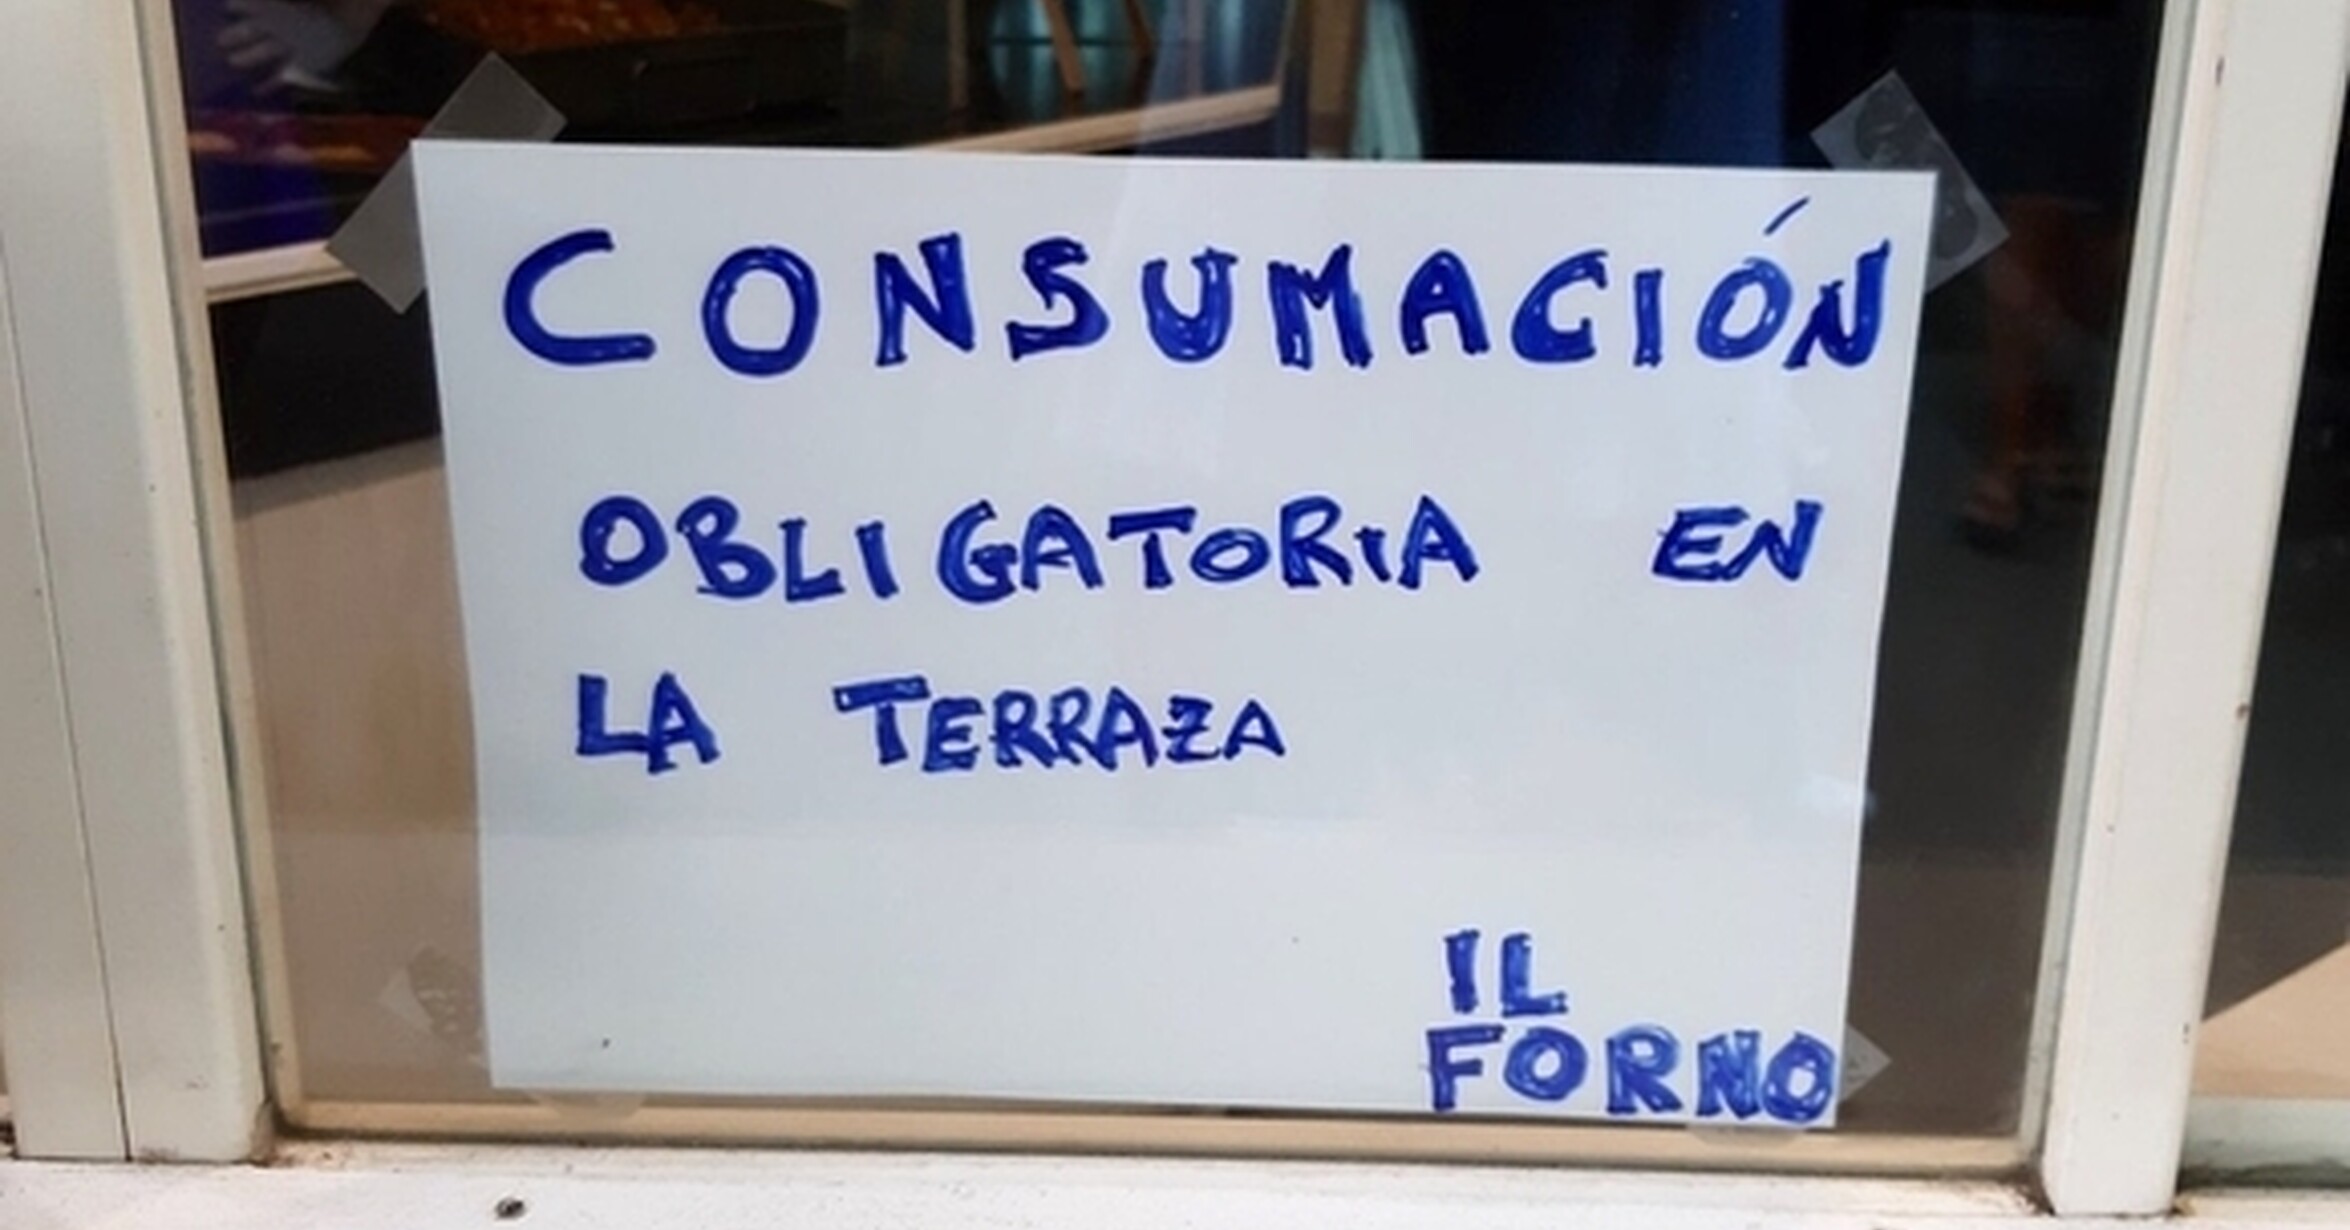 CONSUMACIÓN
OBLIGATORIA EN
LA TERRAZA
IL
FORNO